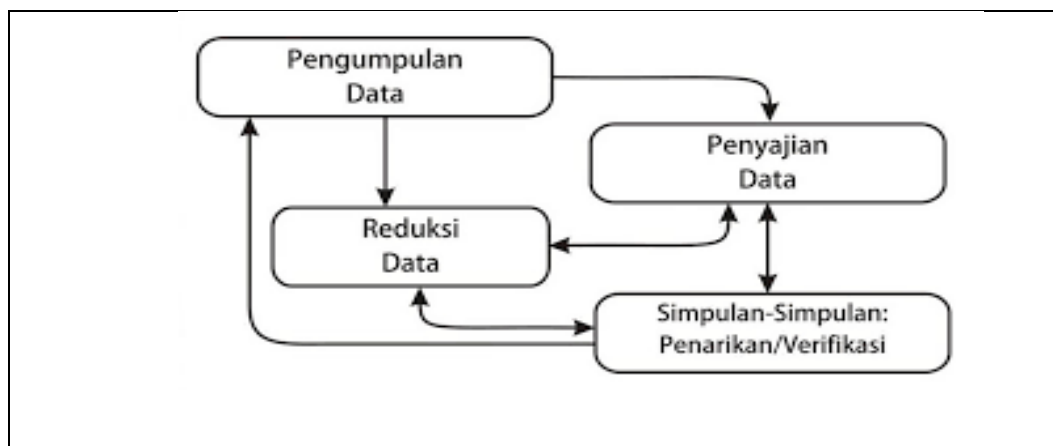 Pengumpulan
Data
Penyajian
Data
Reduksi
Data
Simpulan-Simpulan:
Penarikan/Verifikasi